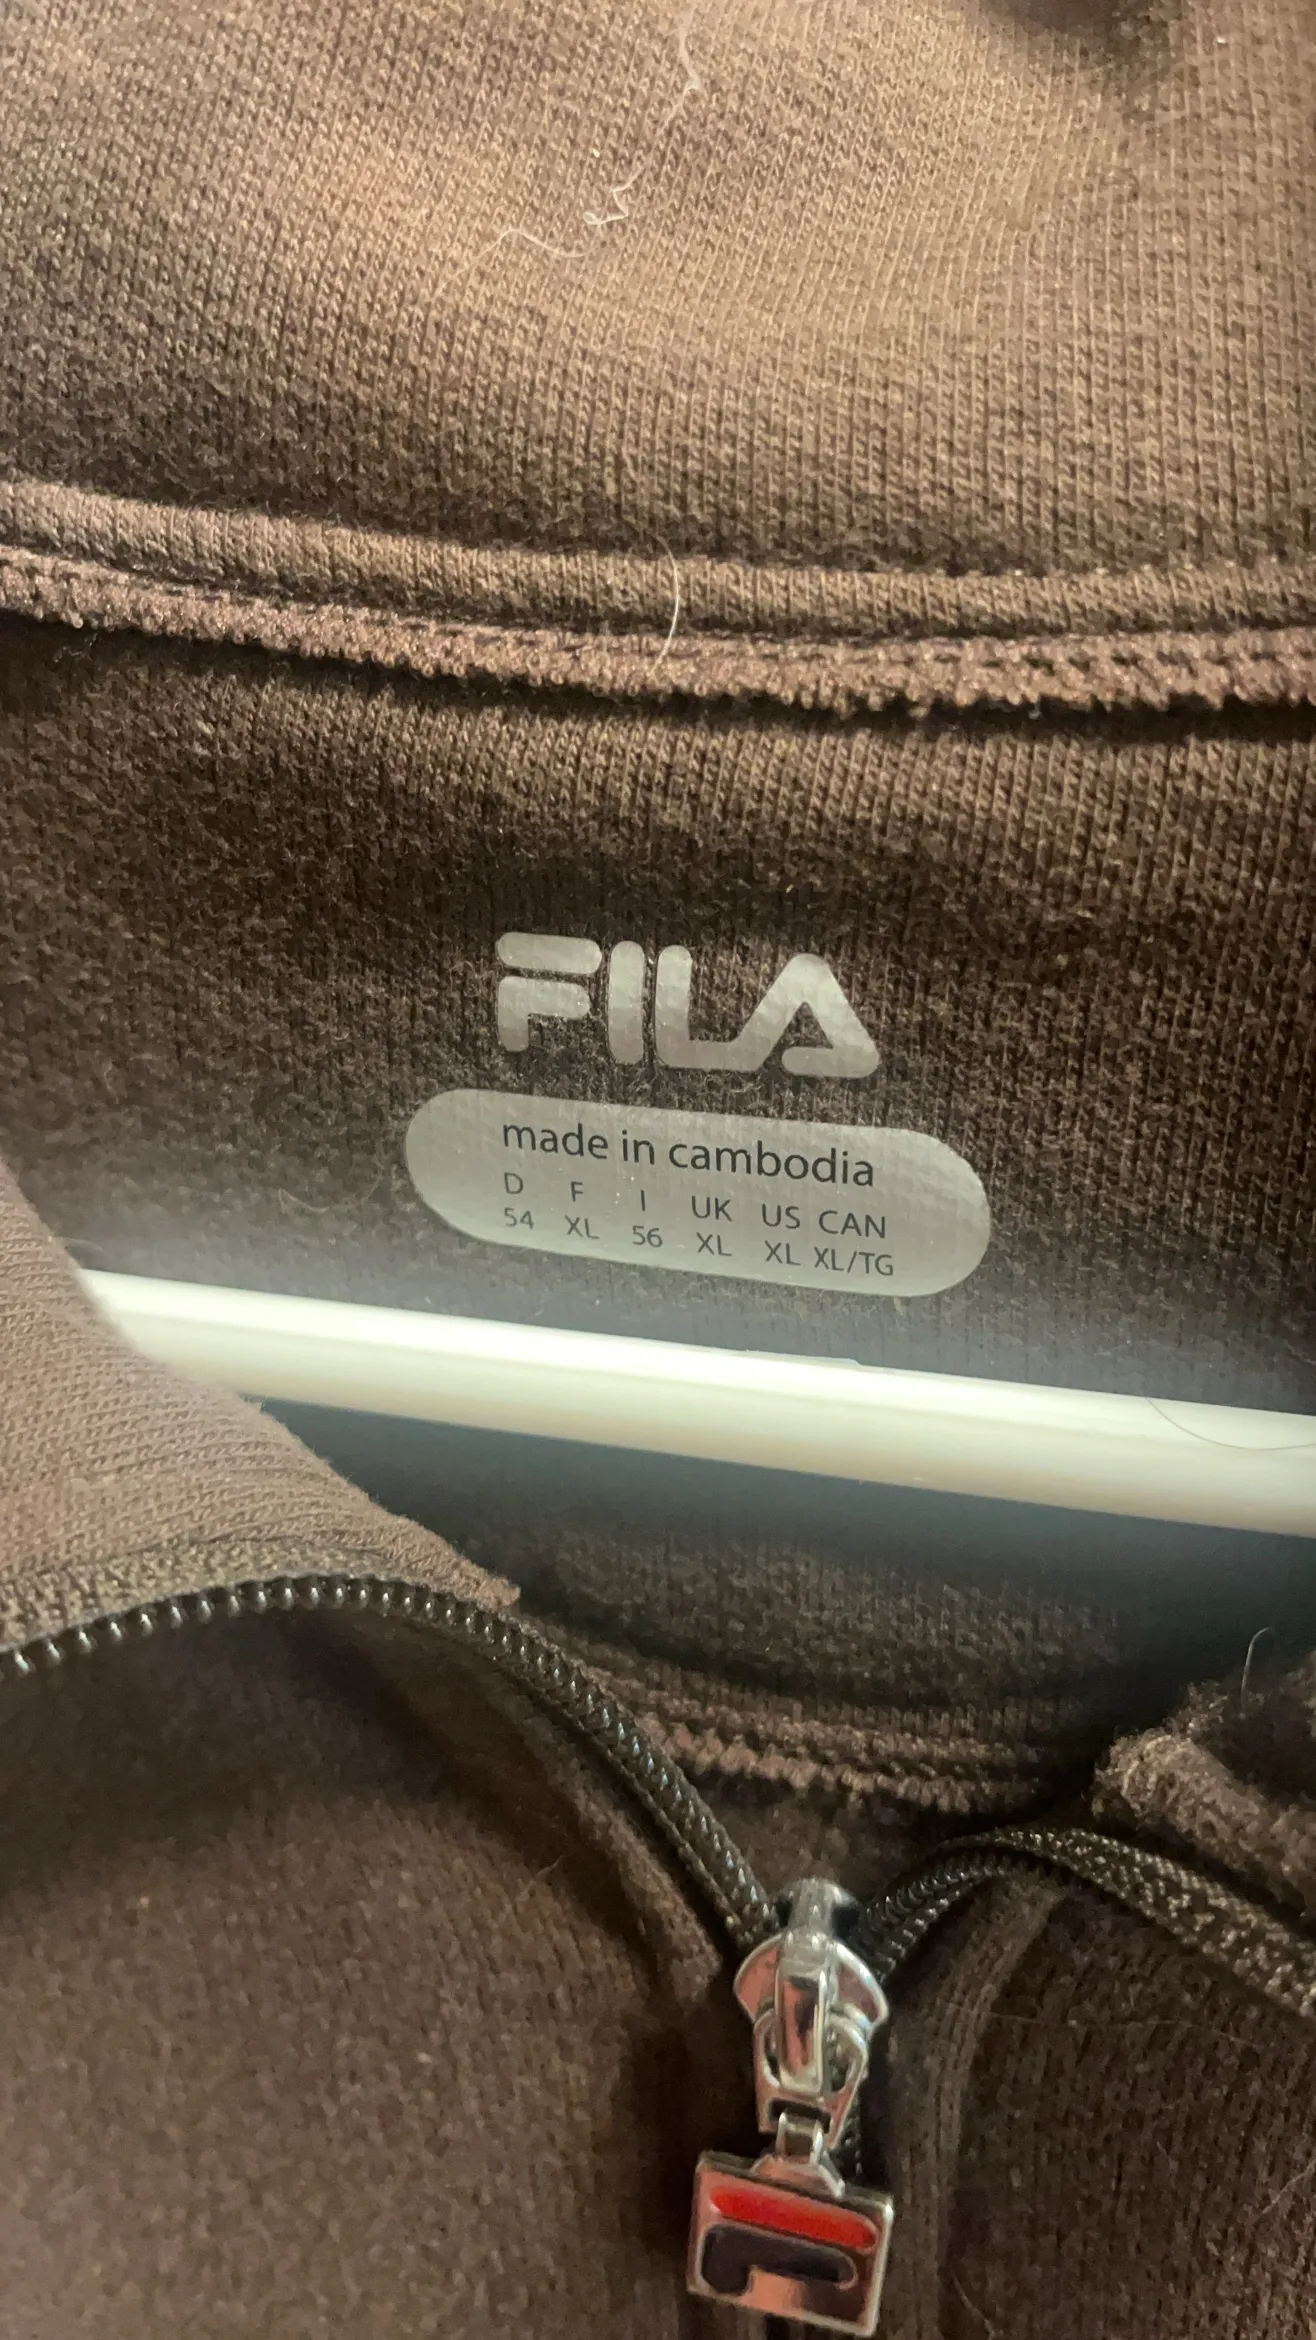 FILA
made in cambodia
D F I UK US CAN
54 XL 56 XL XL XL/TG